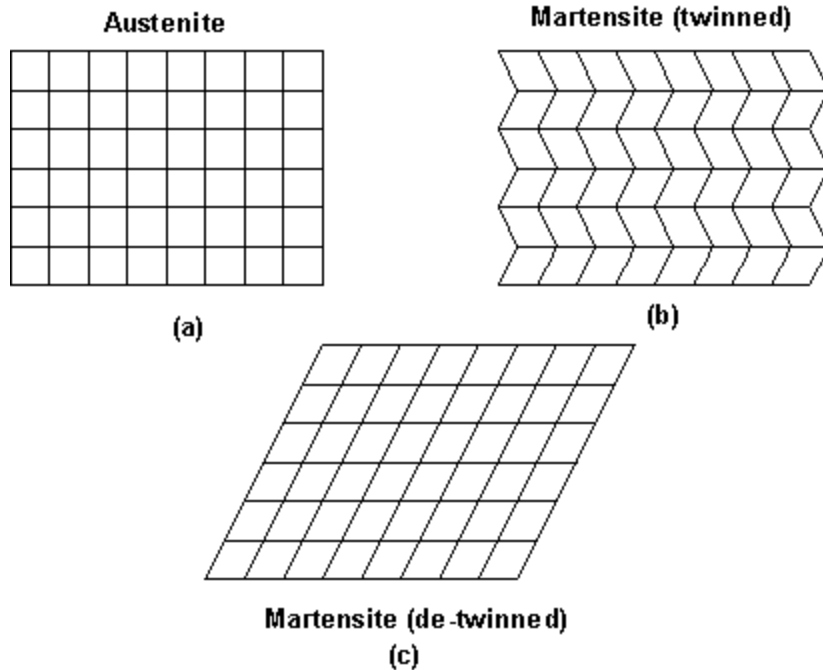 Austenite
Martensite (twinned)
(a)
(b)
Martensite (de-twinned)
(c)